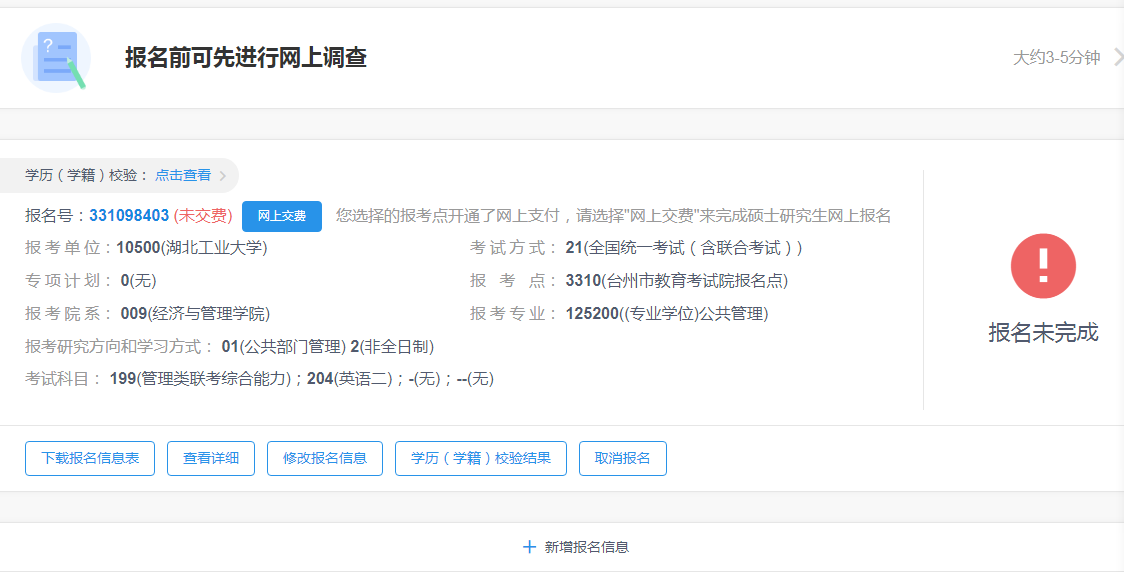 报名前可先进行网上调查
大约3-5分钟
学历（学籍）校验： 点击查看
报名号：331098403 (未交费) 网上交费 您选择的报考点开通了网上支付，请选择"网上交费"来完成硕士研究生网上报名
报考单位：10500(湖北工业大学)
考试方式：21(全国统一考试（含联合考试）)
专项计划：0(无)
报 考 点：3310(台州市教育考试院报名点)
报考院系：009(经济与管理学院)
报考专业：125200((专业学位)公共管理)
报考研究方向和学习方式：01(公共部门管理) 2(非全日制)
考试科目：199(管理类联考综合能力)；204(英语二)；-(无)；--(无)
报名未完成
下载报名信息表 查看详细 修改报名信息 学历（学籍）校验结果 取消报名
＋ 新增报名信息